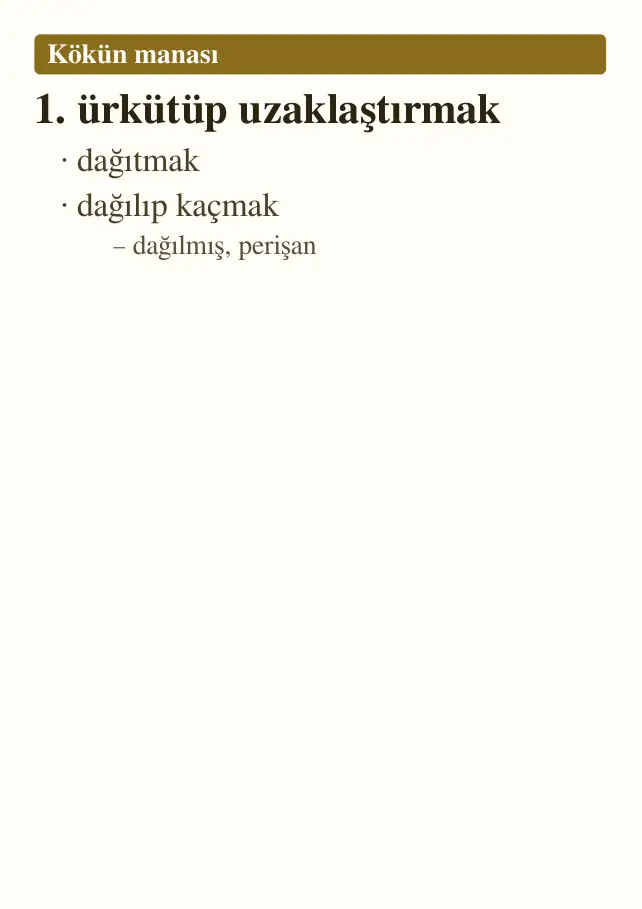 Kökün manası
1. ürkütüp uzaklaştırmak
· dağıtmak
· dağılıp kaçmak
– dağılmış, perişan